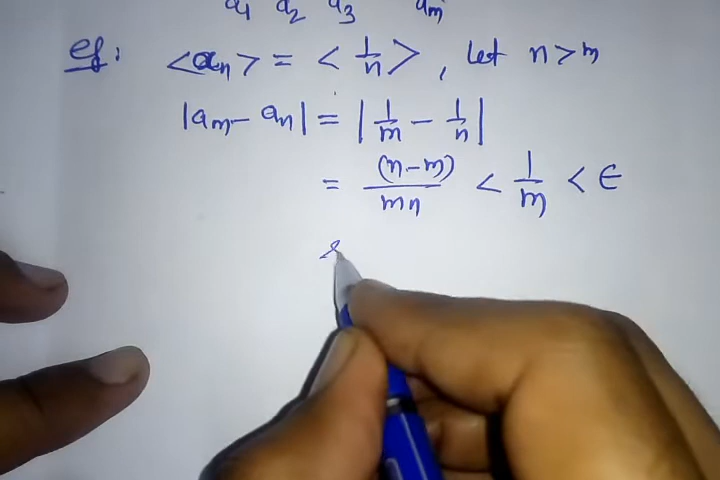 a₁ a₂ a₃ aₘ
eg: <aₙ> = <1/n>, Let n>m
|aₘ - aₙ| = |1/m - 1/n|
= (n-m)/mn < 1/m < ϵ